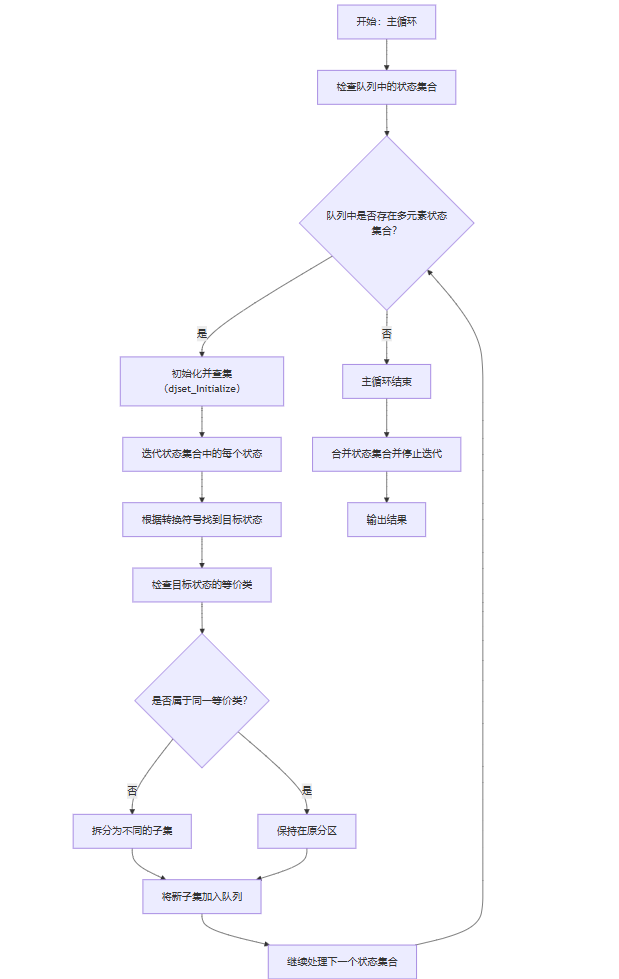 开始：主循环
检查队列中的状态集合
队列中是否存在多元素状态
集合？
是
否
初始化并查集
（djset_Initialize）
主循环结束
迭代状态集合中的每个状态
合并状态集合并停止迭代
根据转换符号找到目标状态
输出结果
检查目标状态的等价类
是否属于同一等价类？
否
是
拆分为不同的子集
保持在原分区
将新子集加入队列
继续处理下一个状态集合